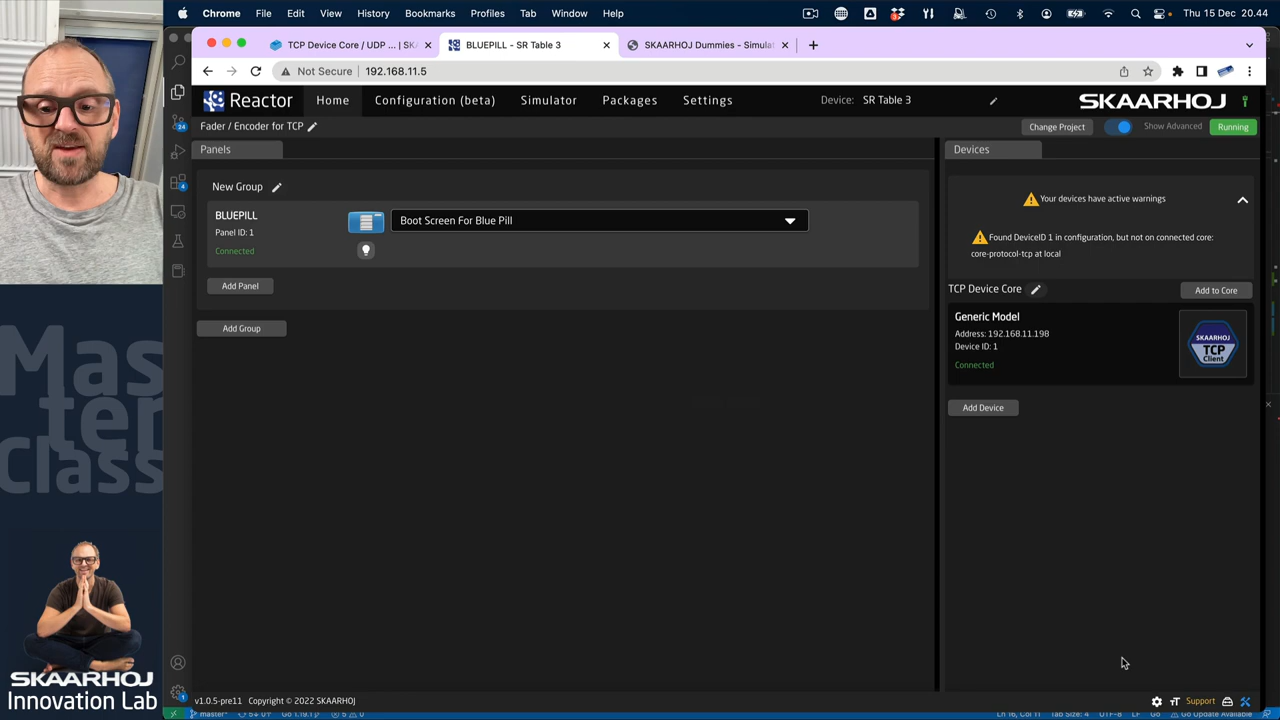 Chrome File Edit View History Bookmarks Profiles Tab Window Help Thu 15 Dec 20.44
TCP Device Core / UDP ... | SK
BLUEPILL - SR Table 3
SKAARHOJ Dummies - Simulat
Not Secure 192.168.11.5
Reactor Home Configuration (beta) Simulator Packages Settings Device: SR Table 3 SKAARHOJ
Fader / Encoder for TCP Change Project Show Advanced Running
Panels
Devices
New Group
BLUEPILL
Panel ID: 1
Connected
Boot Screen For Blue Pill
Add Panel
Add Group
Your devices have active warnings
Found DeviceID 1 in configuration, but not on connected core:
core-protocol-tcp at local
TCP Device Core Add to Core
Generic Model
Address: 192.168.11.198
Device ID: 1
Connected
SKAARHOJ
TCP
Client
Add Device
24
4
1
Mas
ter
Class
SKAARHOJ
Innovation Lab
v1.0.5-pre11 Copyright © 2022 SKAARHOJ
Support